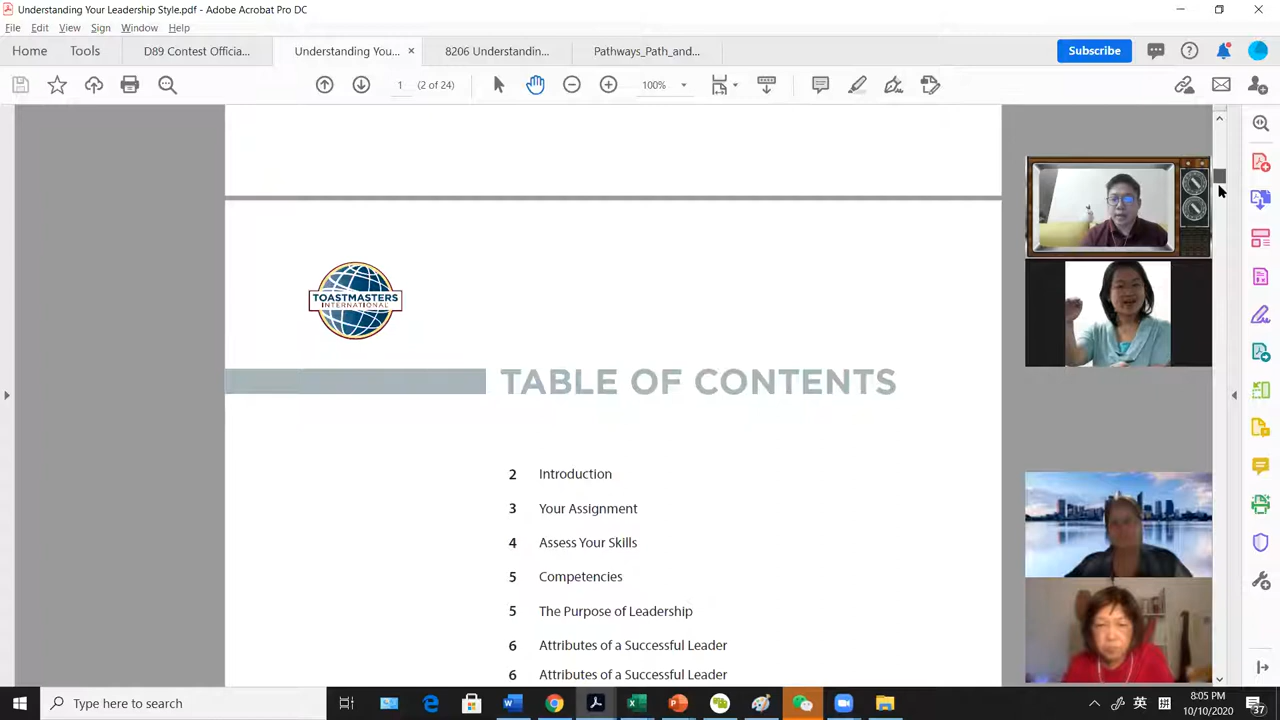 Understanding Your Leadership Style.pdf - Adobe Acrobat Pro DC
File Edit View Sign Window Help
Home Tools D89 Contest Officia... Understanding You... × 8206 Understandin... Pathways_Path_and... Subscribe
1 (2 of 24) 100%
TOASTMASTERS
INTERNATIONAL
TABLE OF CONTENTS
2 Introduction
3 Your Assignment
4 Assess Your Skills
5 Competencies
5 The Purpose of Leadership
6 Attributes of a Successful Leader
6 Attributes of a Successful Leader
Type here to search
英 拼
8:05 PM
10/10/2020
37